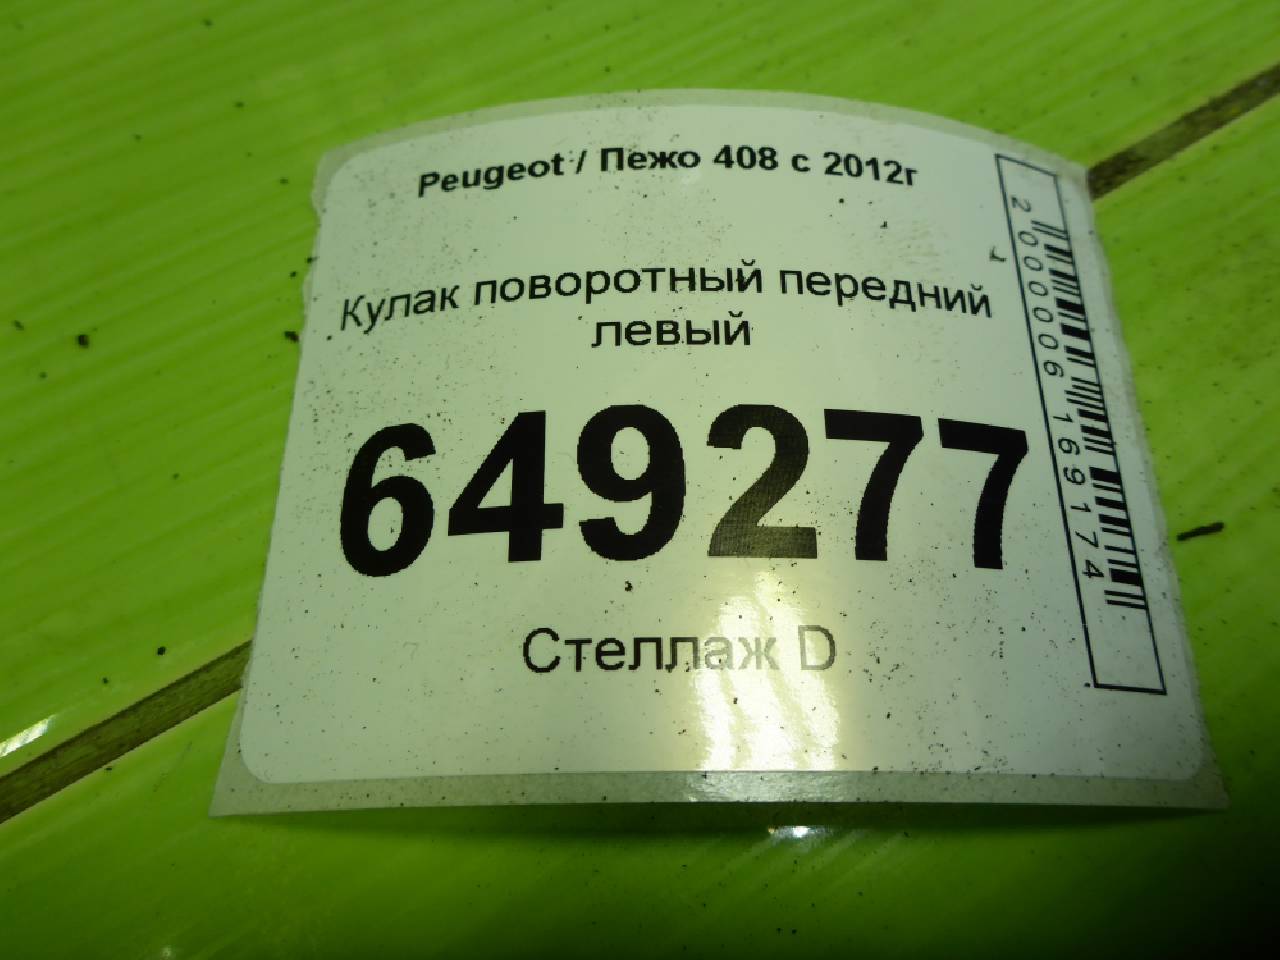 Peugeot / Пежо 408 с 2012г
Кулак поворотный передний
левый
649277
Стеллаж D
2000006169174